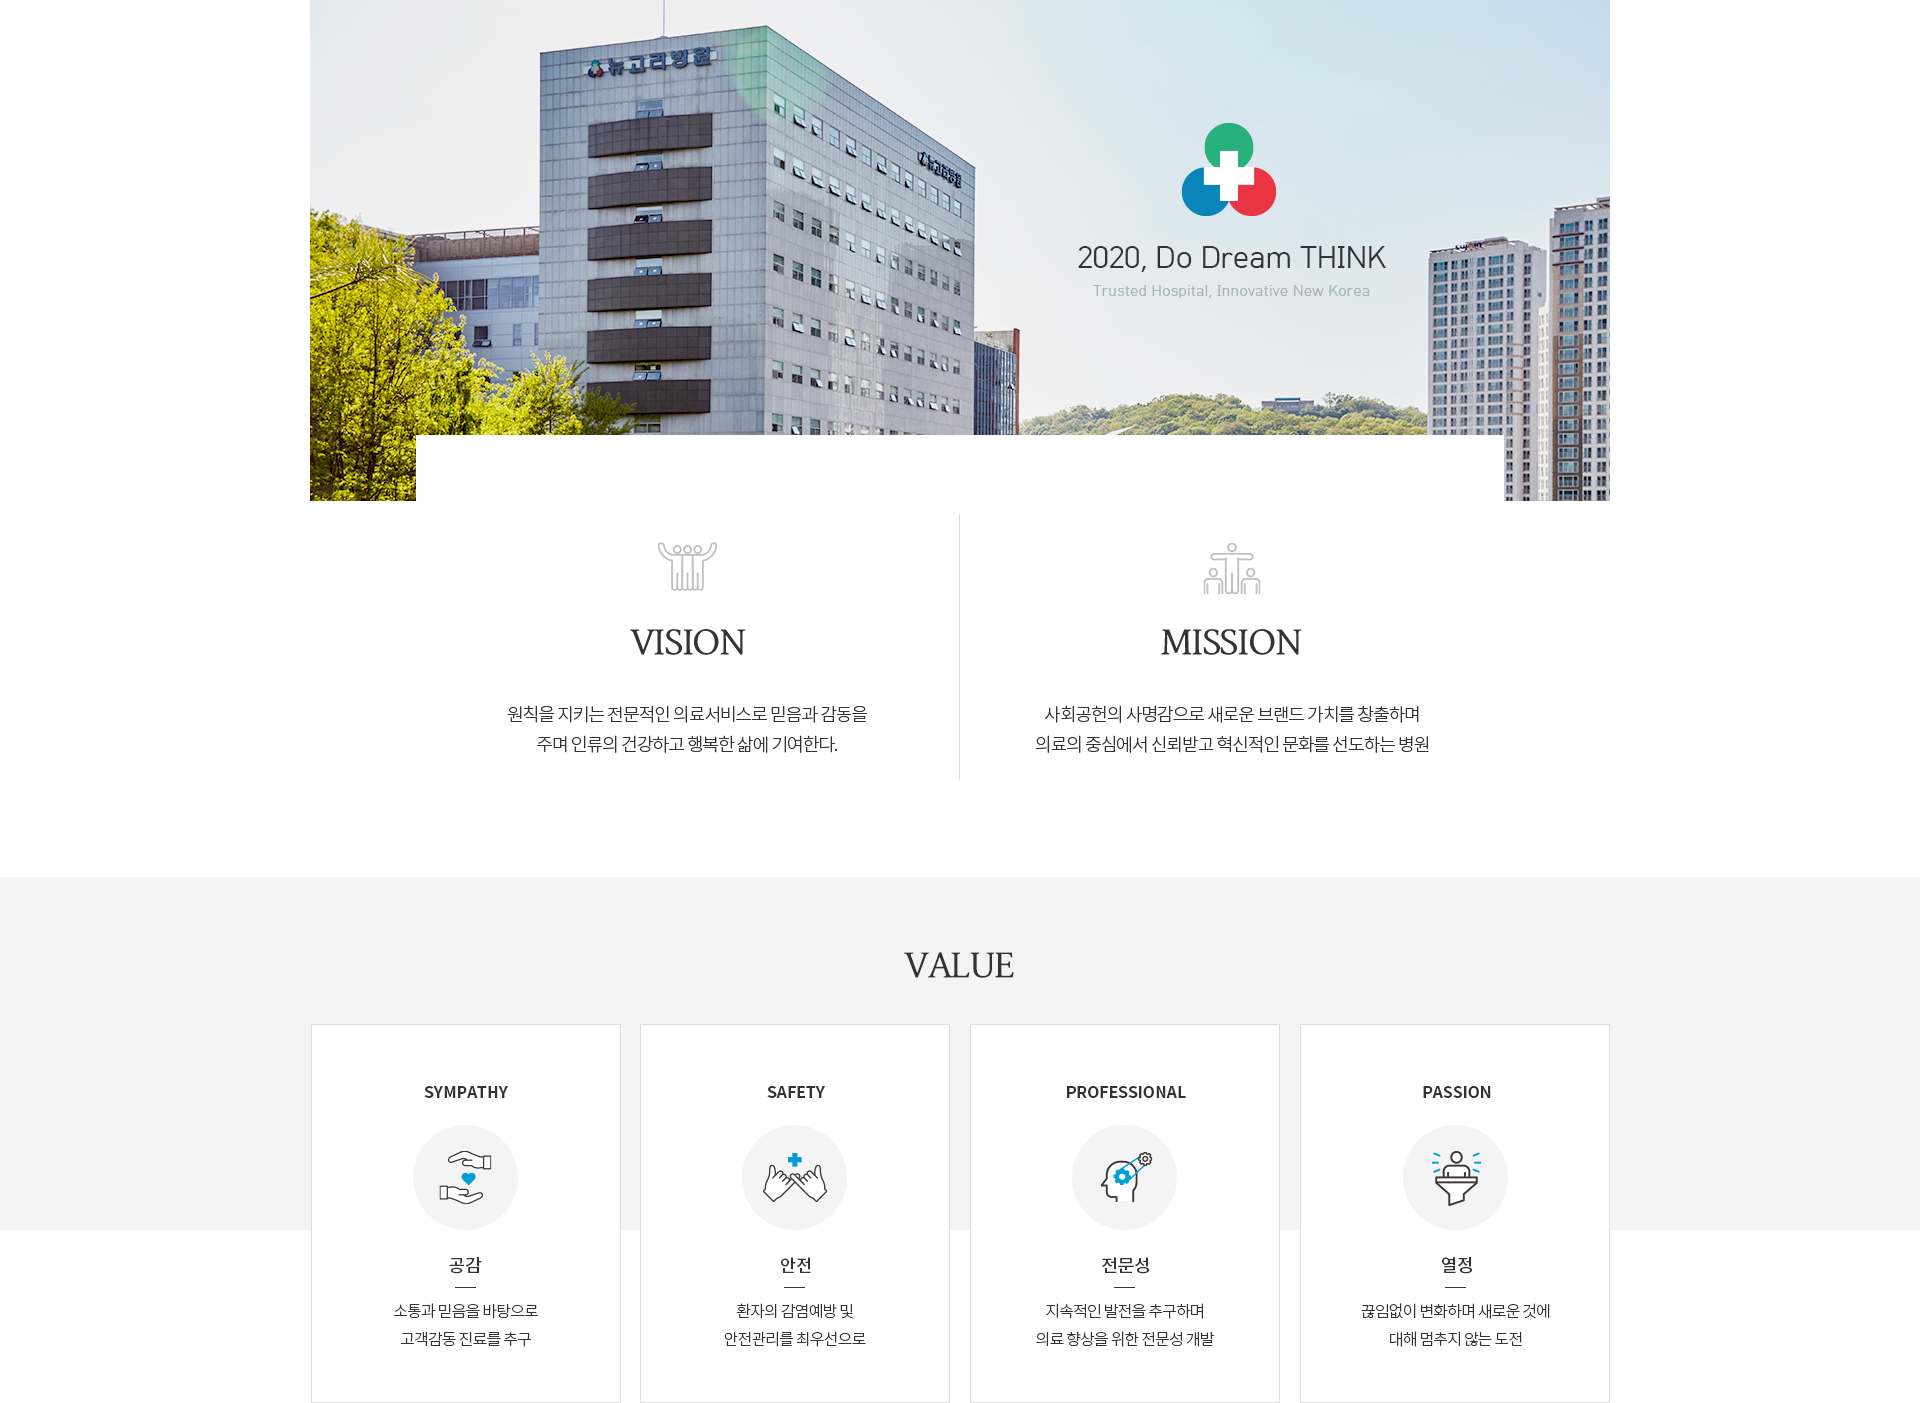 뉴고려병원
뉴고려병원
2020, Do Dream THINK
Trusted Hospital, Innovative New Korea
VISION
원칙을 지키는 전문적인 의료서비스로 믿음과 감동을
주며 인류의 건강하고 행복한 삶에 기여한다.
MISSION
사회공헌의 사명감으로 새로운 브랜드 가치를 창출하며
의료의 중심에서 신뢰받고 혁신적인 문화를 선도하는 병원
VALUE
SYMPATHY
공감
소통과 믿음을 바탕으로
고객감동 진료를 추구
SAFETY
안전
환자의 감염예방 및
안전관리를 최우선으로
PROFESSIONAL
전문성
지속적인 발전을 추구하며
의료 향상을 위한 전문성 개발
PASSION
열정
끊임없이 변화하며 새로운 것에
대해 멈추지 않는 도전